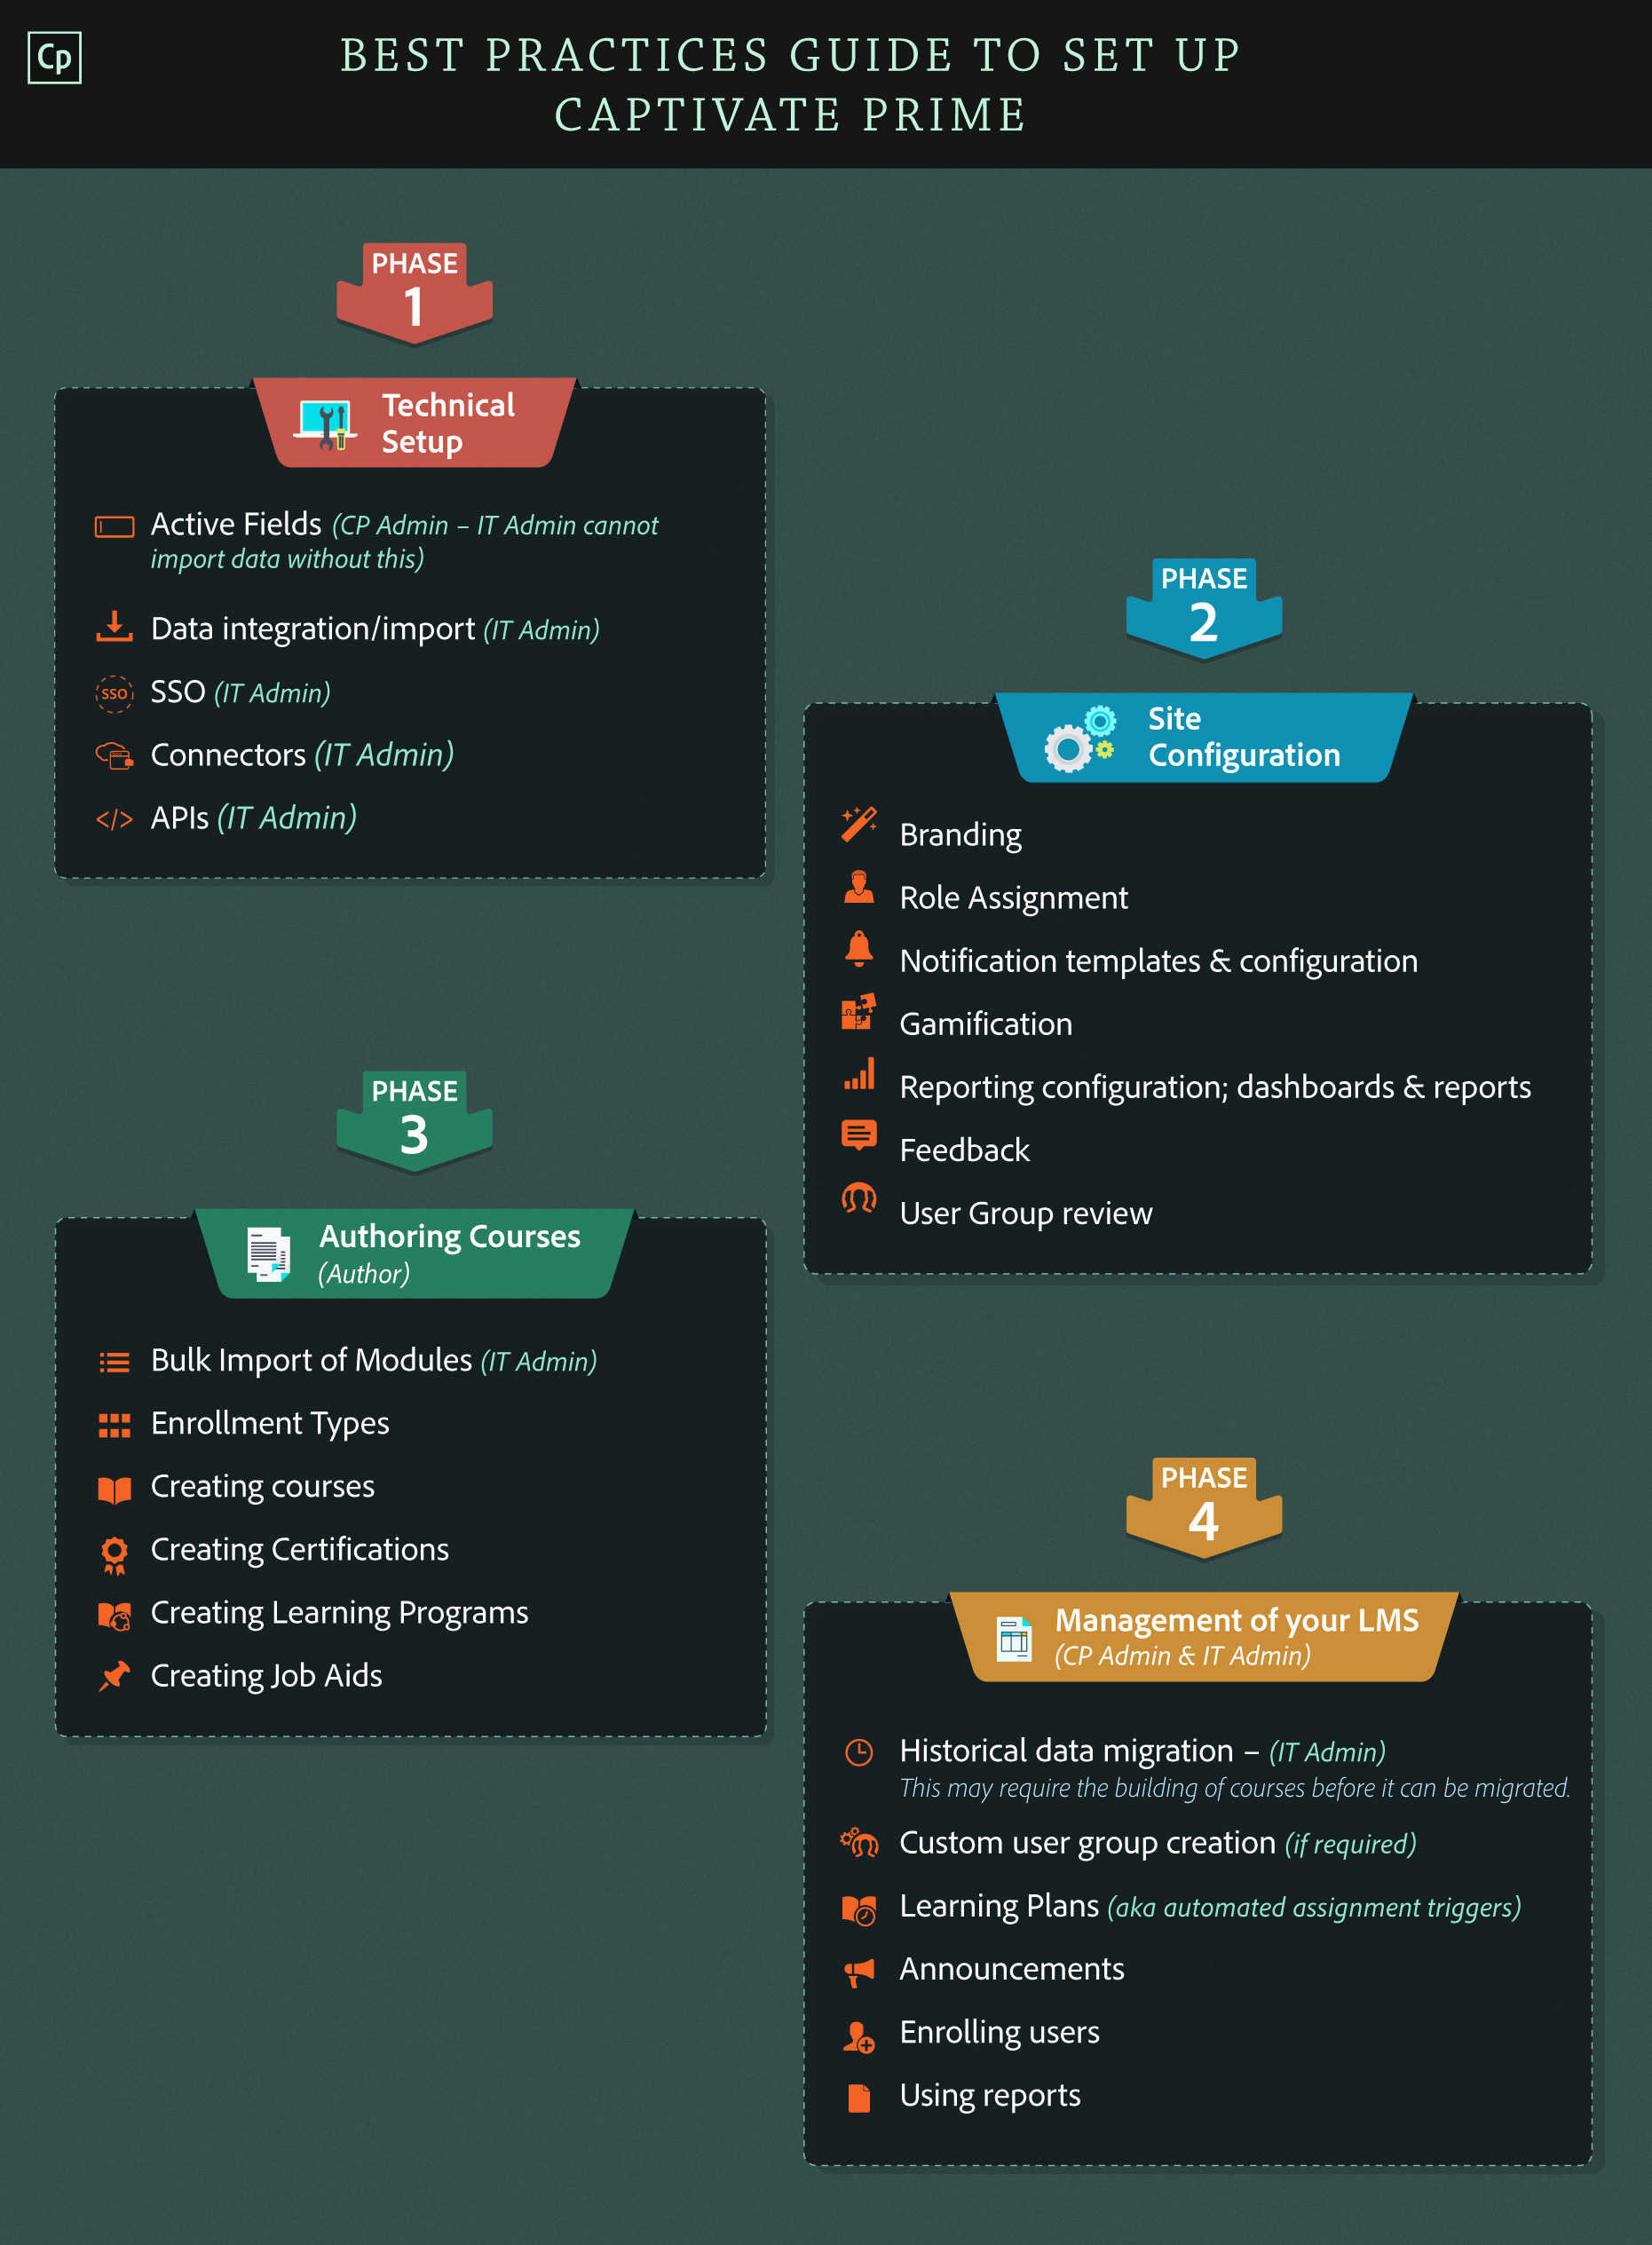 Cp
BEST PRACTICES GUIDE TO SET UP
CAPTIVATE PRIME
PHASE
1
Technical
Setup
Active Fields (CP Admin – IT Admin cannot
import data without this)
Data integration/import (IT Admin)
SSO SSO (IT Admin)
Connectors (IT Admin)
</> APIs (IT Admin)
PHASE
2
Site
Configuration
Branding
Role Assignment
Notification templates & configuration
Gamification
Reporting configuration; dashboards & reports
Feedback
User Group review
PHASE
3
Authoring Courses
(Author)
Bulk Import of Modules (IT Admin)
Enrollment Types
Creating courses
Creating Certifications
Creating Learning Programs
Creating Job Aids
PHASE
4
Management of your LMS
(CP Admin & IT Admin)
Historical data migration – (IT Admin)
This may require the building of courses before it can be migrated.
Custom user group creation (if required)
Learning Plans (aka automated assignment triggers)
Announcements
Enrolling users
Using reports